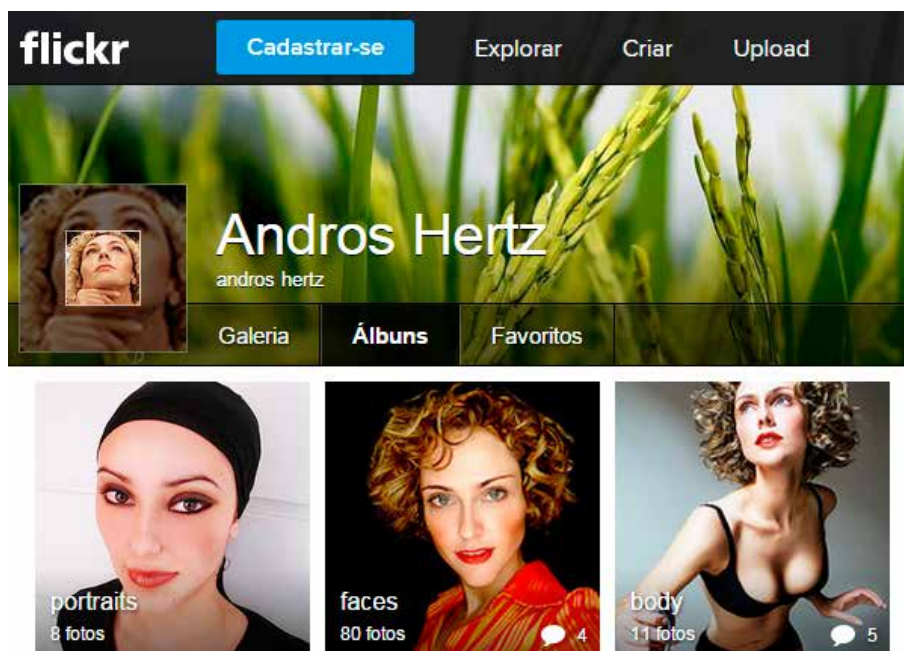 flickr Cadastrar-se Explorar Criar Upload
Andros Hertz
andros hertz
Galeria Álbuns Favoritos
portraits
8 fotos
faces
80 fotos 4
body
11 fotos 5